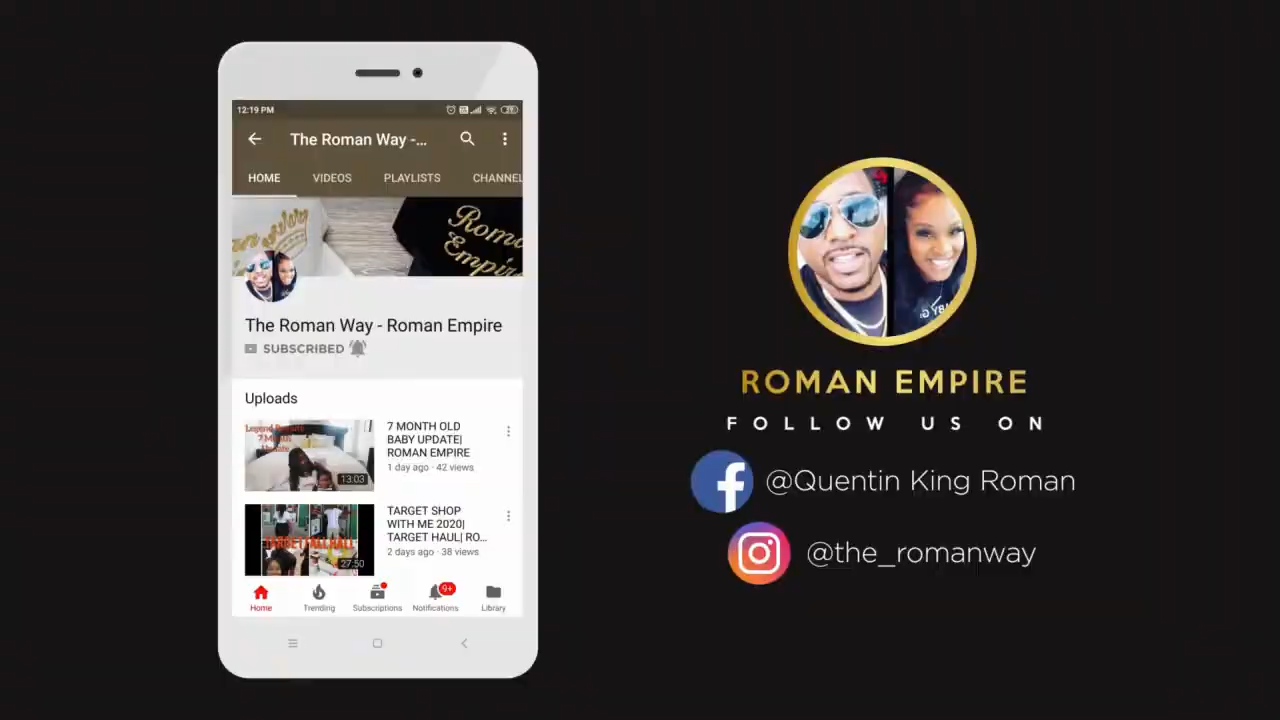 12:19 PM
The Roman Way -...
HOME VIDEOS PLAYLISTS CHANNEL
Roman
Empire
The Roman Way - Roman Empire
SUBSCRIBED
Uploads
7 MONTH OLD
BABY UPDATE|
ROMAN EMPIRE
1 day ago · 42 views
13:03
TARGET SHOP
WITH ME 2020|
TARGET HAUL| RO...
2 days ago · 38 views
27:50
9+
Home Trending Subscriptions Notifications Library
ROMAN EMPIRE
FOLLOW US ON
@Quentin King Roman
@the_romanway